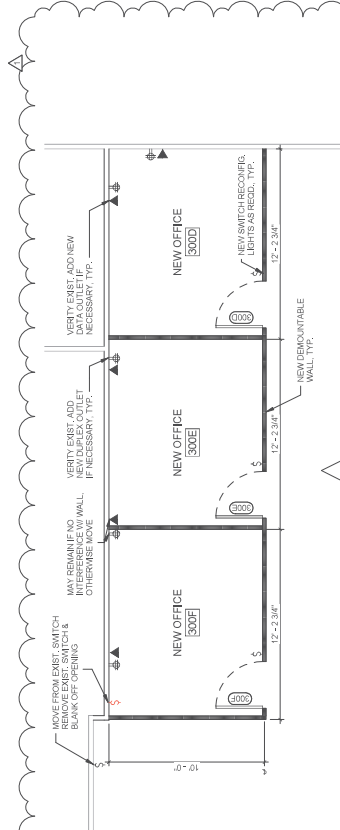 1
VERITY EXIST. ADD NEW
DATA OUTLET IF
NECESSARY, TYP.
VERITY EXIST. ADD
NEW DUPLEX OUTLET
IF NECESSARY, TYP.
MAY REMAIN IF NO
INTERFERENCE W/ WALL.
OTHERWISE MOVE
MOVE FROM EXIST. SWITCH
REMOVE EXIST. SWITCH &
BLANK OFF OPENING
NEW OFFICE
300D
NEW OFFICE
300E
NEW OFFICE
300F
NEW SWITCH RECONFIG.
LIGHTS AS REQD., TYP.
300D
300E
300F
$
$
$
$
$
12' - 2 3/4"
12' - 2 3/4"
12' - 2 3/4"
NEW DEMOUNTABLE
WALL, TYP.
10' - 0"